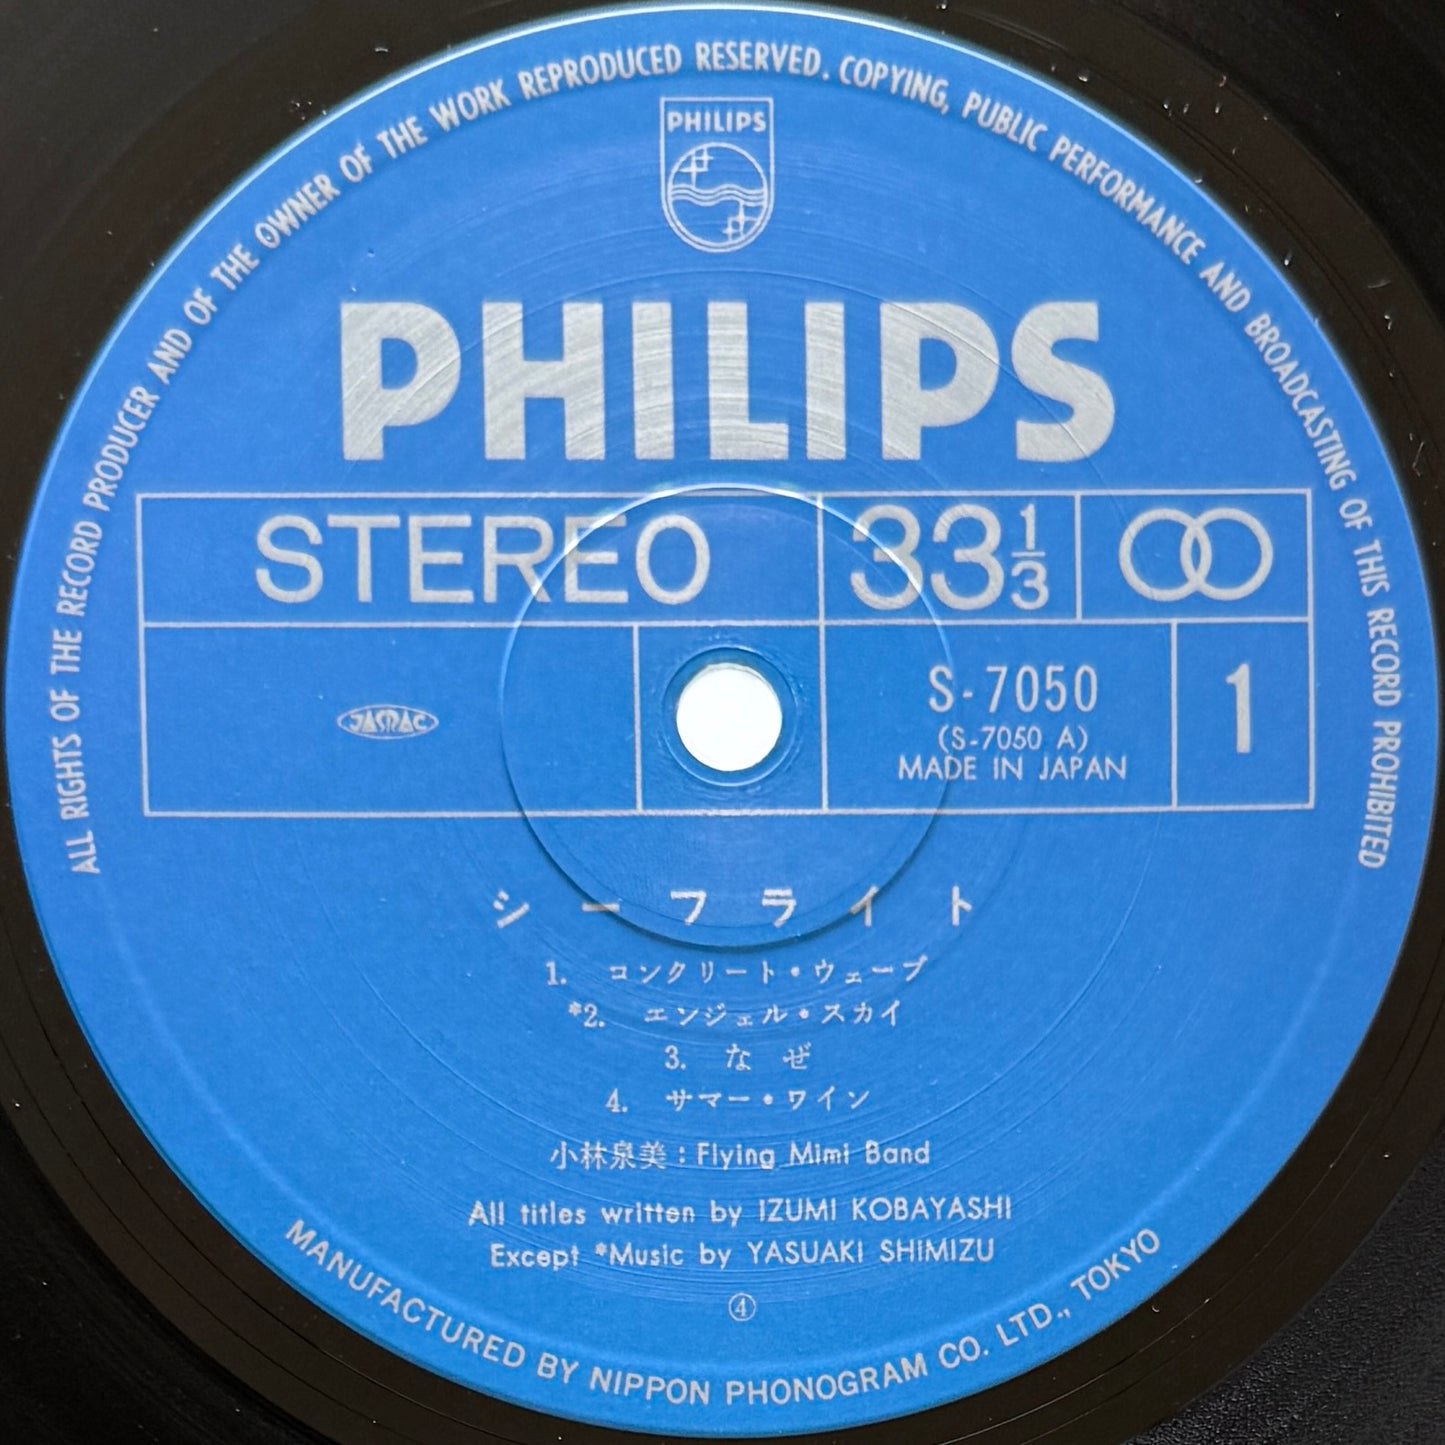 ALL RIGHTS OF THE RECORD PRODUCER AND OF THE OWNER OF THE WORK REPRODUCED RESERVED. COPYING, PUBLIC PERFORMANCE AND BROADCASTING OF THIS RECORD PROHIBITED
PHILIPS
PHILIPS
STEREO 33 1/3
JASRAC
S-7050 1
(S-7050 A)
MADE IN JAPAN
シーフライト
1. コンクリート・ウェーブ
*2. エンジェル・スカイ
3. なぜ
4. サマー・ワイン
小林泉美:Flying Mimi Band
All titles written by IZUMI KOBAYASHI
Except *Music by YASUAKI SHIMIZU
④
MANUFACTURED BY NIPPON PHONOGRAM CO. LTD., TOKYO